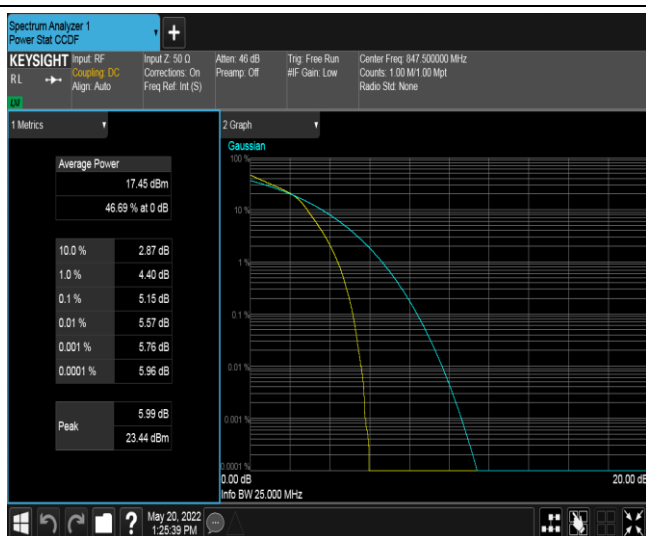 Spectrum Analyzer 1
Power Stat CCDF
+
KEYSIGHT
RL
LXI
Input: RF
Coupling: DC
Align: Auto
Input Z: 50 Ω
Corrections: On
Freq Ref: Int (S)
Atten: 46 dB
Preamp: Off
Trig: Free Run
#IF Gain: Low
Center Freq: 847.500000 MHz
Counts: 1.00 M/1.00 Mpt
Radio Std: None
1 Metrics
Average Power
17.45 dBm
46.69 % at 0 dB
10.0 % 2.87 dB
1.0 % 4.40 dB
0.1 % 5.15 dB
0.01 % 5.57 dB
0.001 % 5.76 dB
0.0001 % 5.96 dB
Peak
5.99 dB
23.44 dBm
2 Graph
Gaussian
100 %
10 %
1 %
0.1 %
0.01 %
0.001 %
0.0001 %
0.00 dB 20.00 dB
Info BW 25.000 MHz
?
May 20, 2022
1:25:39 PM